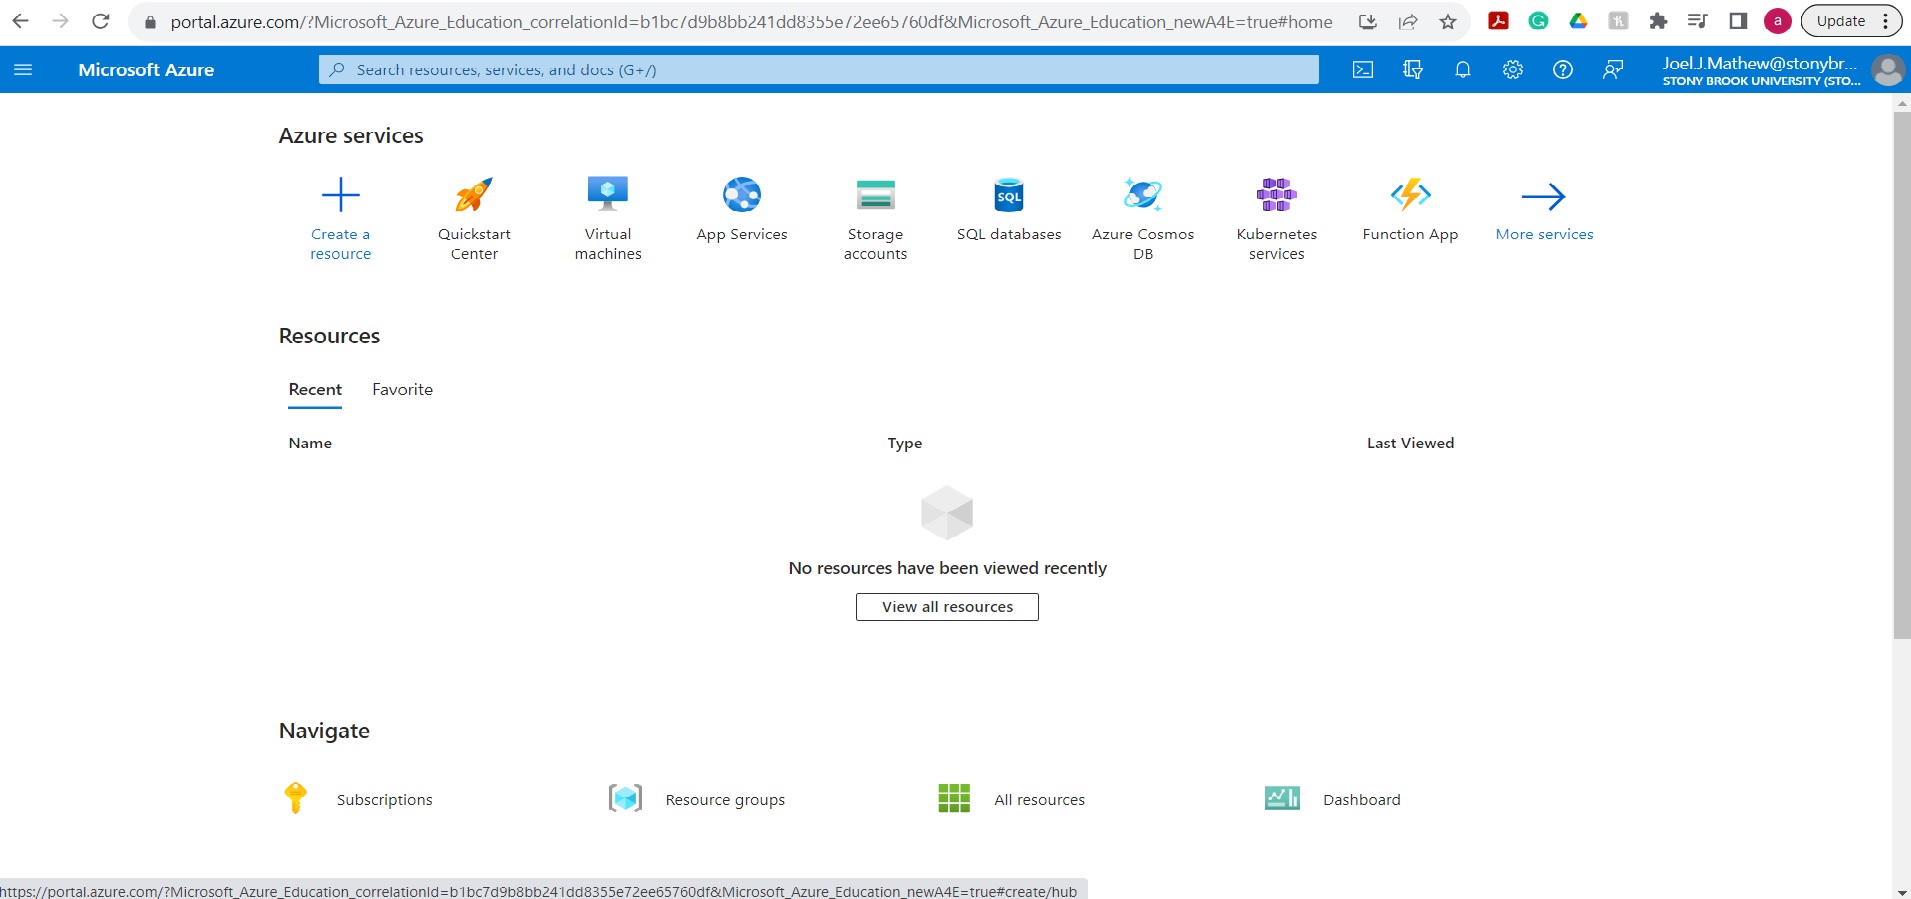 portal.azure.com/?Microsoft_Azure_Education_correlationId=b1bc7d9b8bb241dd8355e72ee65760df&Microsoft_Azure_Education_newA4E=true#home
a
Update
Microsoft Azure
Search resources, services, and docs (G+/)
Joel.J.Mathew@stonybr...
STONY BROOK UNIVERSITY (STO...
Azure services
Create a resource
Quickstart Center
Virtual machines
App Services
Storage accounts
SQL
SQL databases
Azure Cosmos DB
Kubernetes services
Function App
More services
Resources
Recent Favorite
Name Type Last Viewed
No resources have been viewed recently
View all resources
Navigate
Subscriptions Resource groups All resources Dashboard
https://portal.azure.com/?Microsoft_Azure_Education_correlationId=b1bc7d9b8bb241dd8355e72ee65760df&Microsoft_Azure_Education_newA4E=true#create/hub